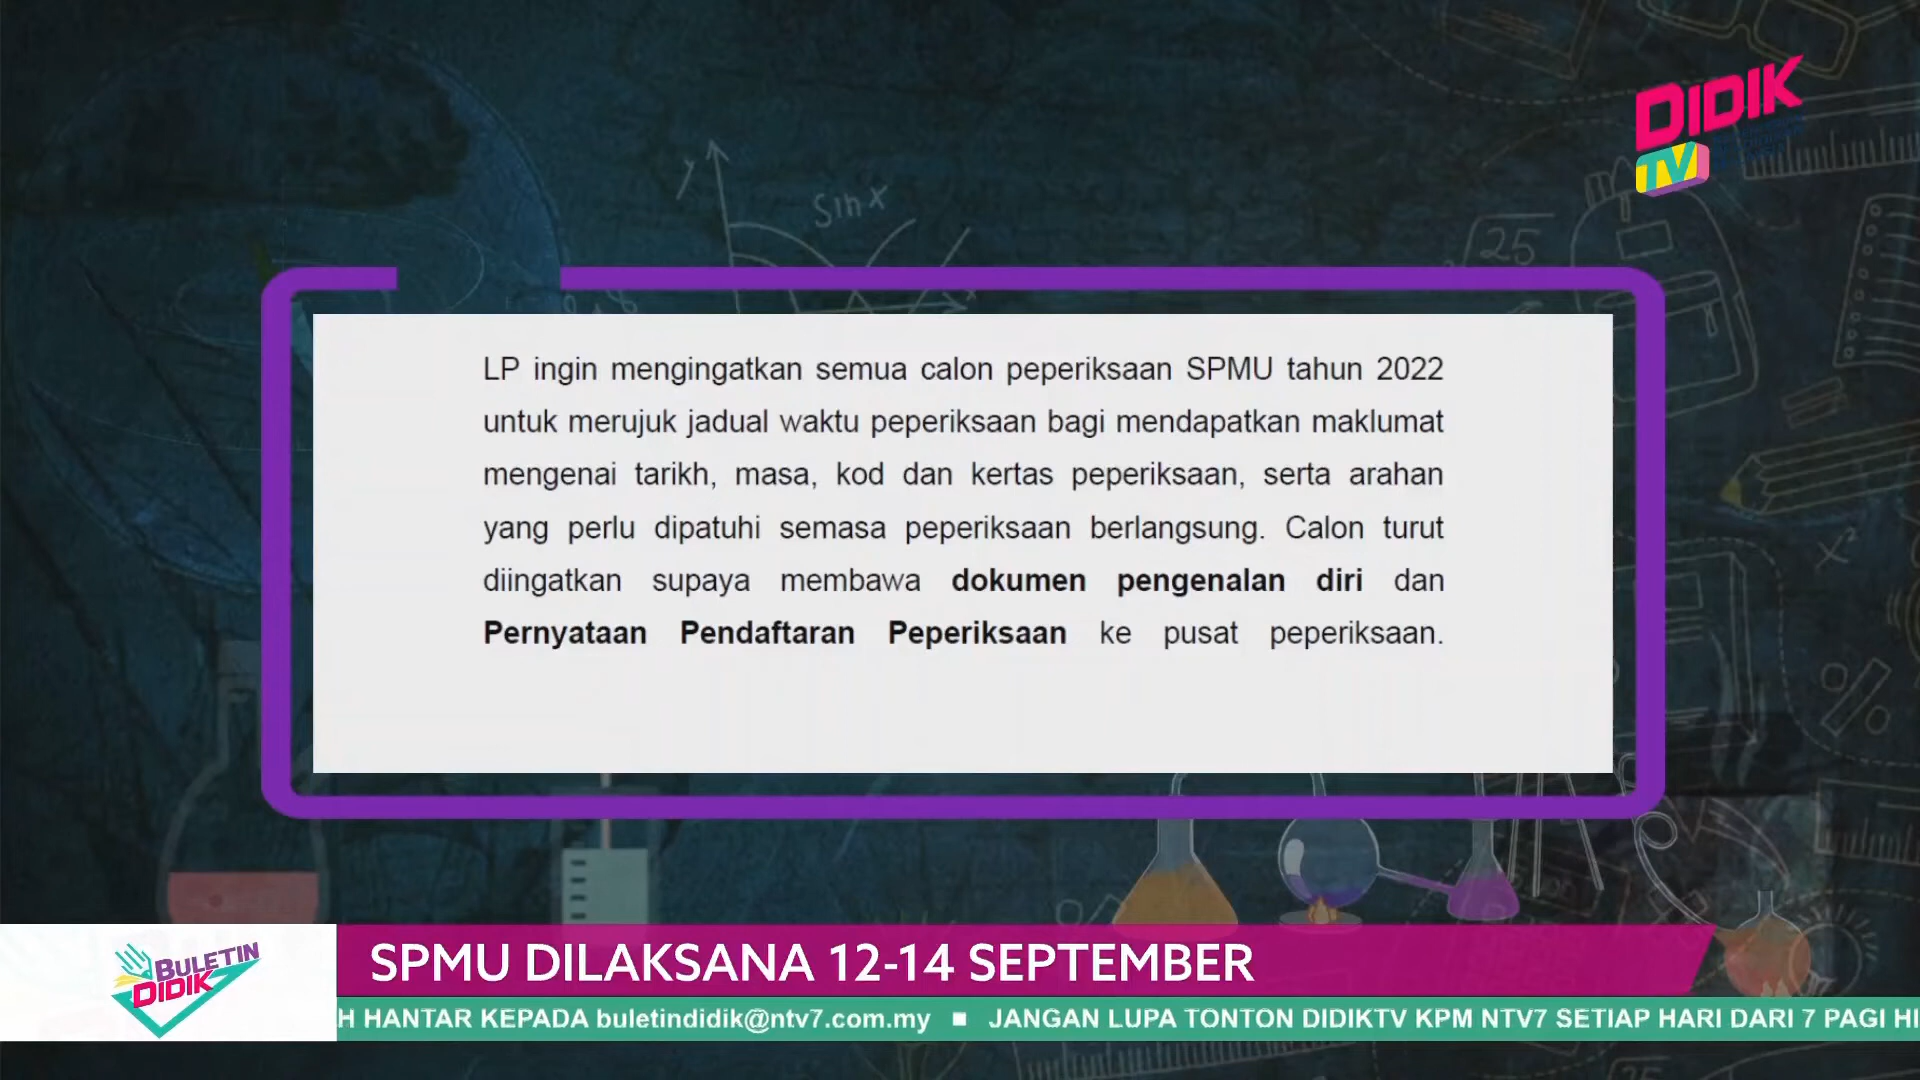 DIDIK
TV
Sin x
y
25
LP ingin mengingatkan semua calon peperiksaan SPMU tahun 2022
untuk merujuk jadual waktu peperiksaan bagi mendapatkan maklumat
mengenai tarikh, masa, kod dan kertas peperiksaan, serta arahan
yang perlu dipatuhi semasa peperiksaan berlangsung. Calon turut
diingatkan supaya membawa dokumen pengenalan diri dan
Pernyataan Pendaftaran Peperiksaan ke pusat peperiksaan.
x²
%
BULETIN
DIDIK
SPMU DILAKSANA 12-14 SEPTEMBER
H HANTAR KEPADA buletindidik@ntv7.com.my ■ JANGAN LUPA TONTON DIDIKTV KPM NTV7 SETIAP HARI DARI 7 PAGI HI